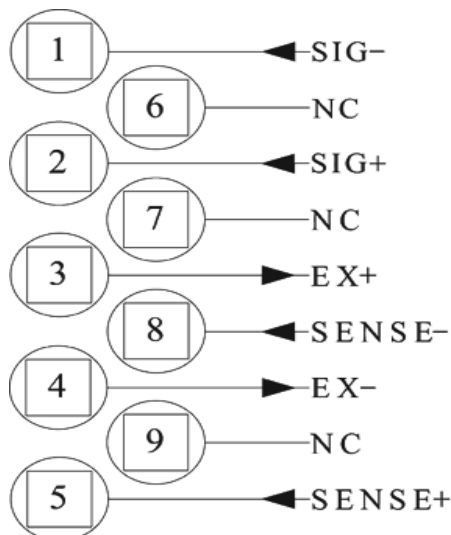 1 SIG−
6 NC
2 SIG+
7 NC
3 EX+
8 SENSE−
4 EX−
9 NC
5 SENSE+